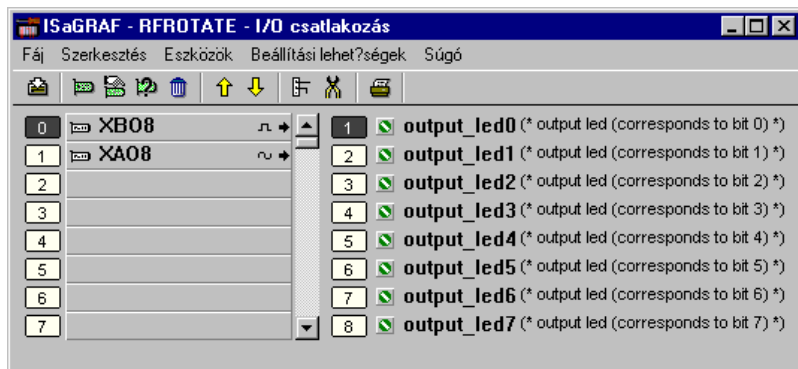 ISaGRAF - RFROTATE - I/O csatlakozás
Fáj Szerkesztés Eszközök Beállítási lehet?ségek Súgó
0 XBO8 1 output_led0 (* output led (corresponds to bit 0) *)
1 XAO8 2 output_led1 (* output led (corresponds to bit 1) *)
2 3 output_led2 (* output led (corresponds to bit 2) *)
3 4 output_led3 (* output led (corresponds to bit 3) *)
4 5 output_led4 (* output led (corresponds to bit 4) *)
5 6 output_led5 (* output led (corresponds to bit 5) *)
6 7 output_led6 (* output led (corresponds to bit 6) *)
7 8 output_led7 (* output led (corresponds to bit 7) *)